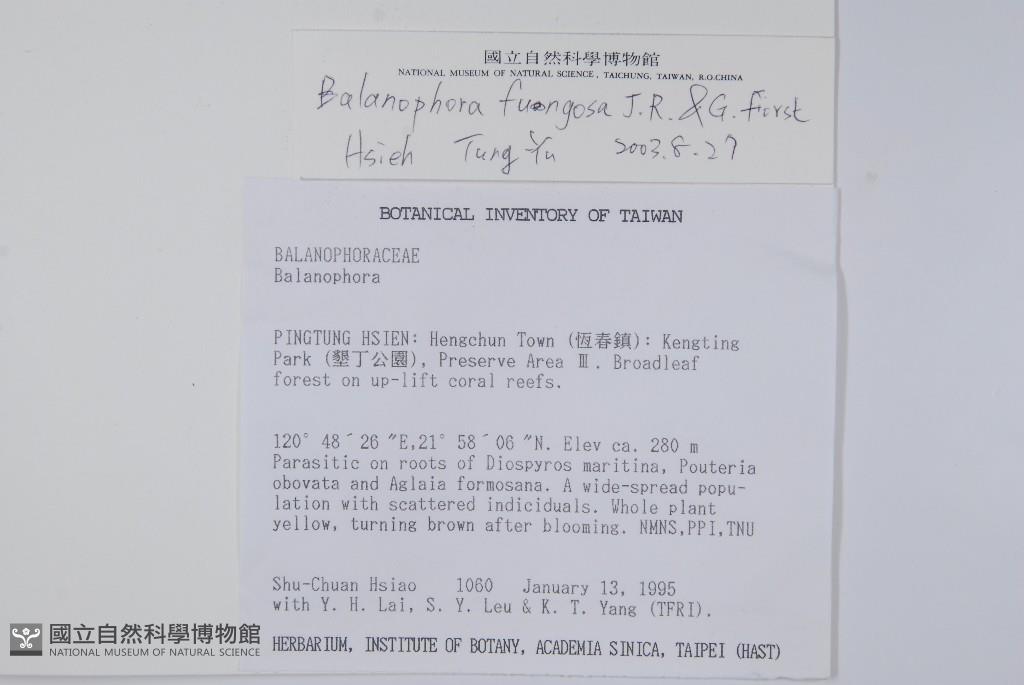 國立自然科學博物館
NATIONAL MUSEUM OF NATURAL SCIENCE, TAICHUNG, TAIWAN, R.O.CHINA
Balanophora fungosa J.R. & G. first
Hsieh Tung Yu 2003.8.27
BOTANICAL INVENTORY OF TAIWAN
BALANOPHORACEAE
Balanophora
PINGTUNG HSIEN: Hengchun Town (恆春鎮): Kengting
Park (墾丁公園), Preserve Area Ⅲ. Broadleaf
forest on up-lift coral reefs.
120° 48´26 ″E,21° 58´06 ″N. Elev ca. 280 m
Parasitic on roots of Diospyros maritina, Pouteria
obovata and Aglaia formosana. A wide-spread popu-
lation with scattered indiciduals. Whole plant
yellow, turning brown after blooming. NMNS,PPI,TNU
Shu-Chuan Hsiao 1060 January 13, 1995
with Y. H. Lai, S. Y. Leu & K. T. Yang (TFRI).
HERBARIUM, INSTITUTE OF BOTANY, ACADEMIA SINICA, TAIPEI (HAST)
國立自然科學博物館
NATIONAL MUSEUM OF NATURAL SCIENCE